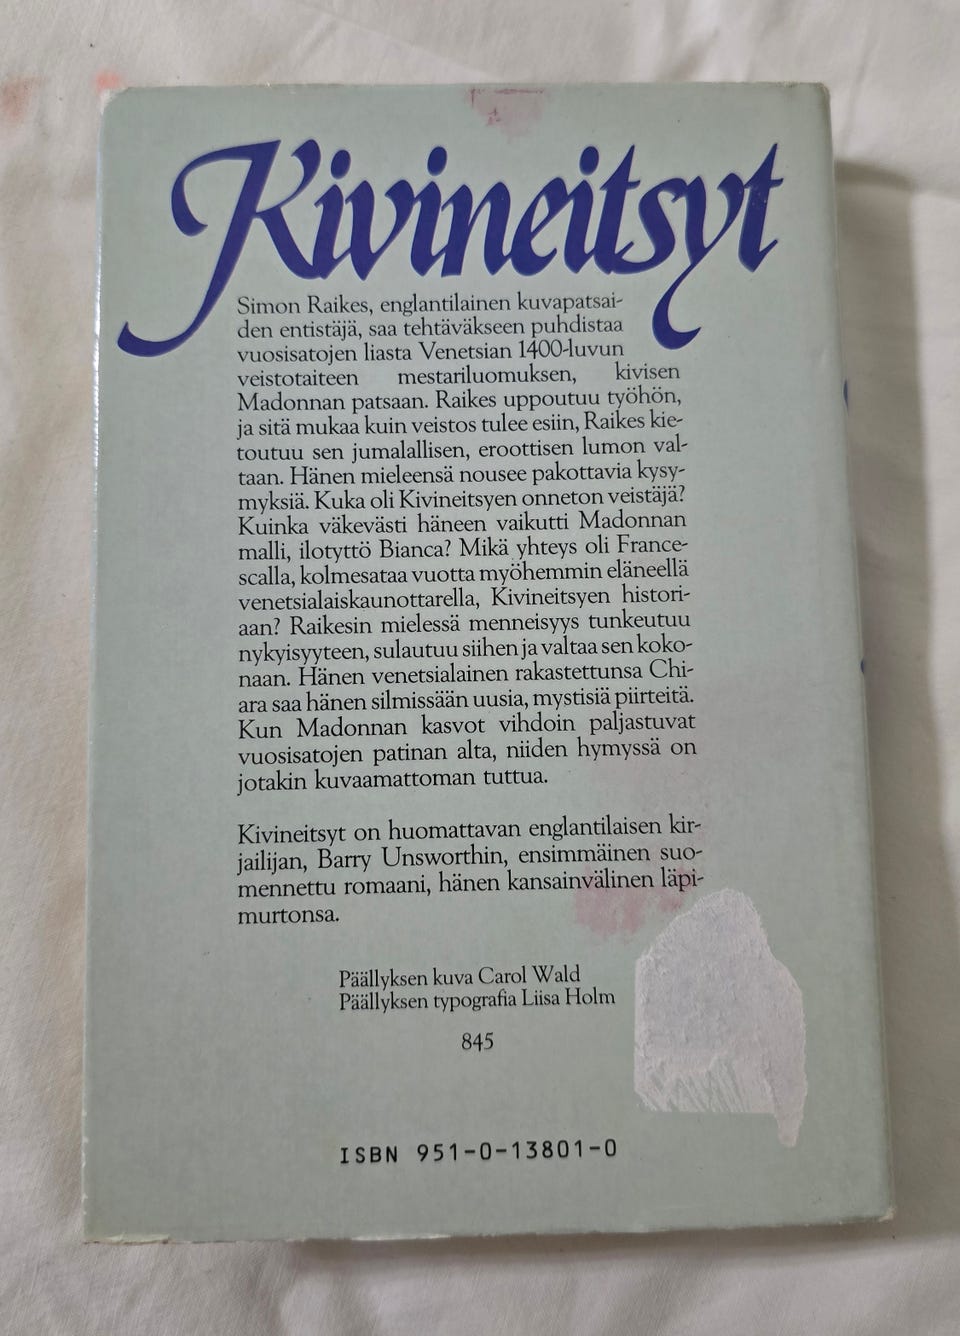 Kivineitsyt
Simon Raikes, englantilainen kuvapatsai-
den entistäjä, saa tehtäväkseen puhdistaa
vuosisatojen liasta Venetsian 1400-luvun
veistotaiteen mestariluomuksen, kivisen
Madonnan patsaan. Raikes uppoutuu työhön,
ja sitä mukaa kuin veistos tulee esiin, Raikes kie-
toutuu sen jumalallisen, eroottisen lumon val-
taan. Hänen mieleensä nousee pakottavia kysy-
myksiä. Kuka oli Kivineitsyen onneton veistäjä?
Kuinka väkevästi häneen vaikutti Madonnan
malli, ilotyttö Bianca? Mikä yhteys oli France-
scalla, kolmesataa vuotta myöhemmin eläneellä
venetsialaiskaunottarella, Kivineitsyen histori-
aan? Raikesin mielessä menneisyys tunkeutuu
nykyisyyteen, sulautuu siihen ja valtaa sen koko-
naan. Hänen venetsialainen rakastettunsa Chi-
ara saa hänen silmissään uusia, mystisiä piirteitä.
Kun Madonnan kasvot vihdoin paljastuvat
vuosisatojen patinan alta, niiden hymyssä on
jotakin kuvaamattoman tuttua.
Kivineitsyt on huomattavan englantilaisen kir-
jailijan, Barry Unsworthin, ensimmäinen suo-
mennettu romaani, hänen kansainvälinen läpi-
murtonsa.
Päällyksen kuva Carol Wald
Päällyksen typografia Liisa Holm
845
ISBN 951-0-13801-0